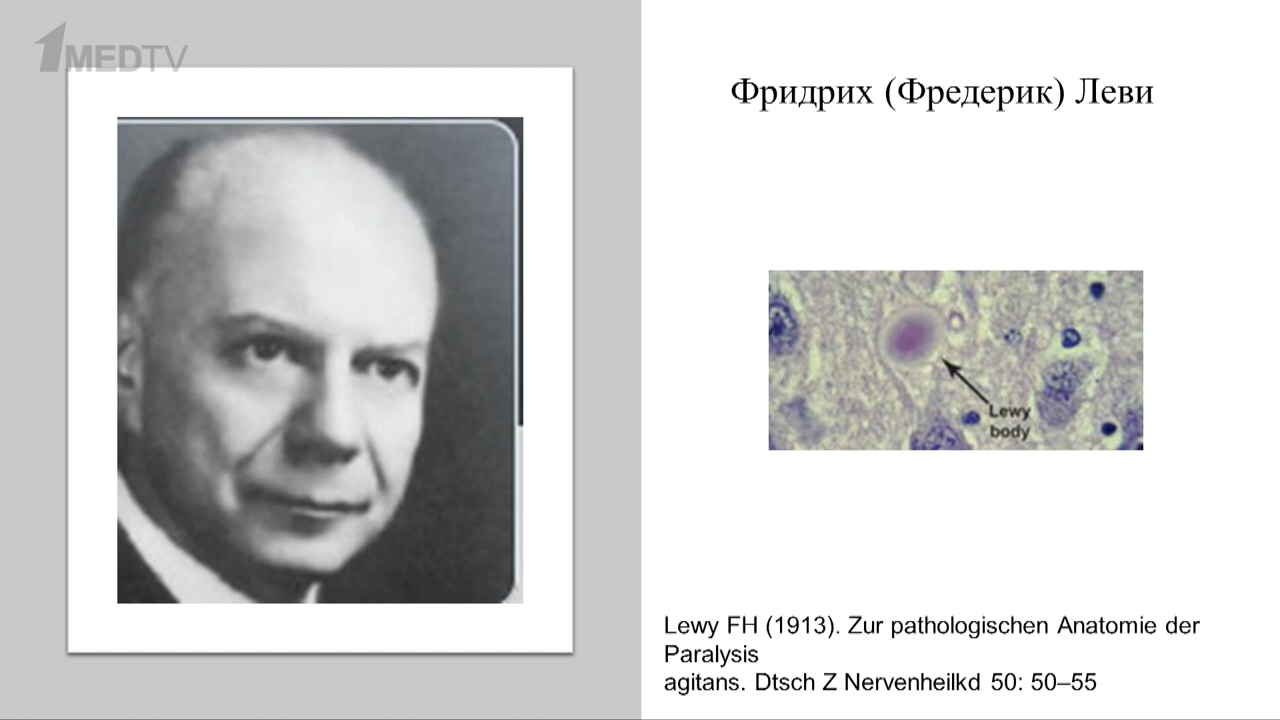 1MEDTV
Фридрих (Фредерик) Леви
Lewy
body
Lewy FH (1913). Zur pathologischen Anatomie der
Paralysis
agitans. Dtsch Z Nervenheilkd 50: 50–55